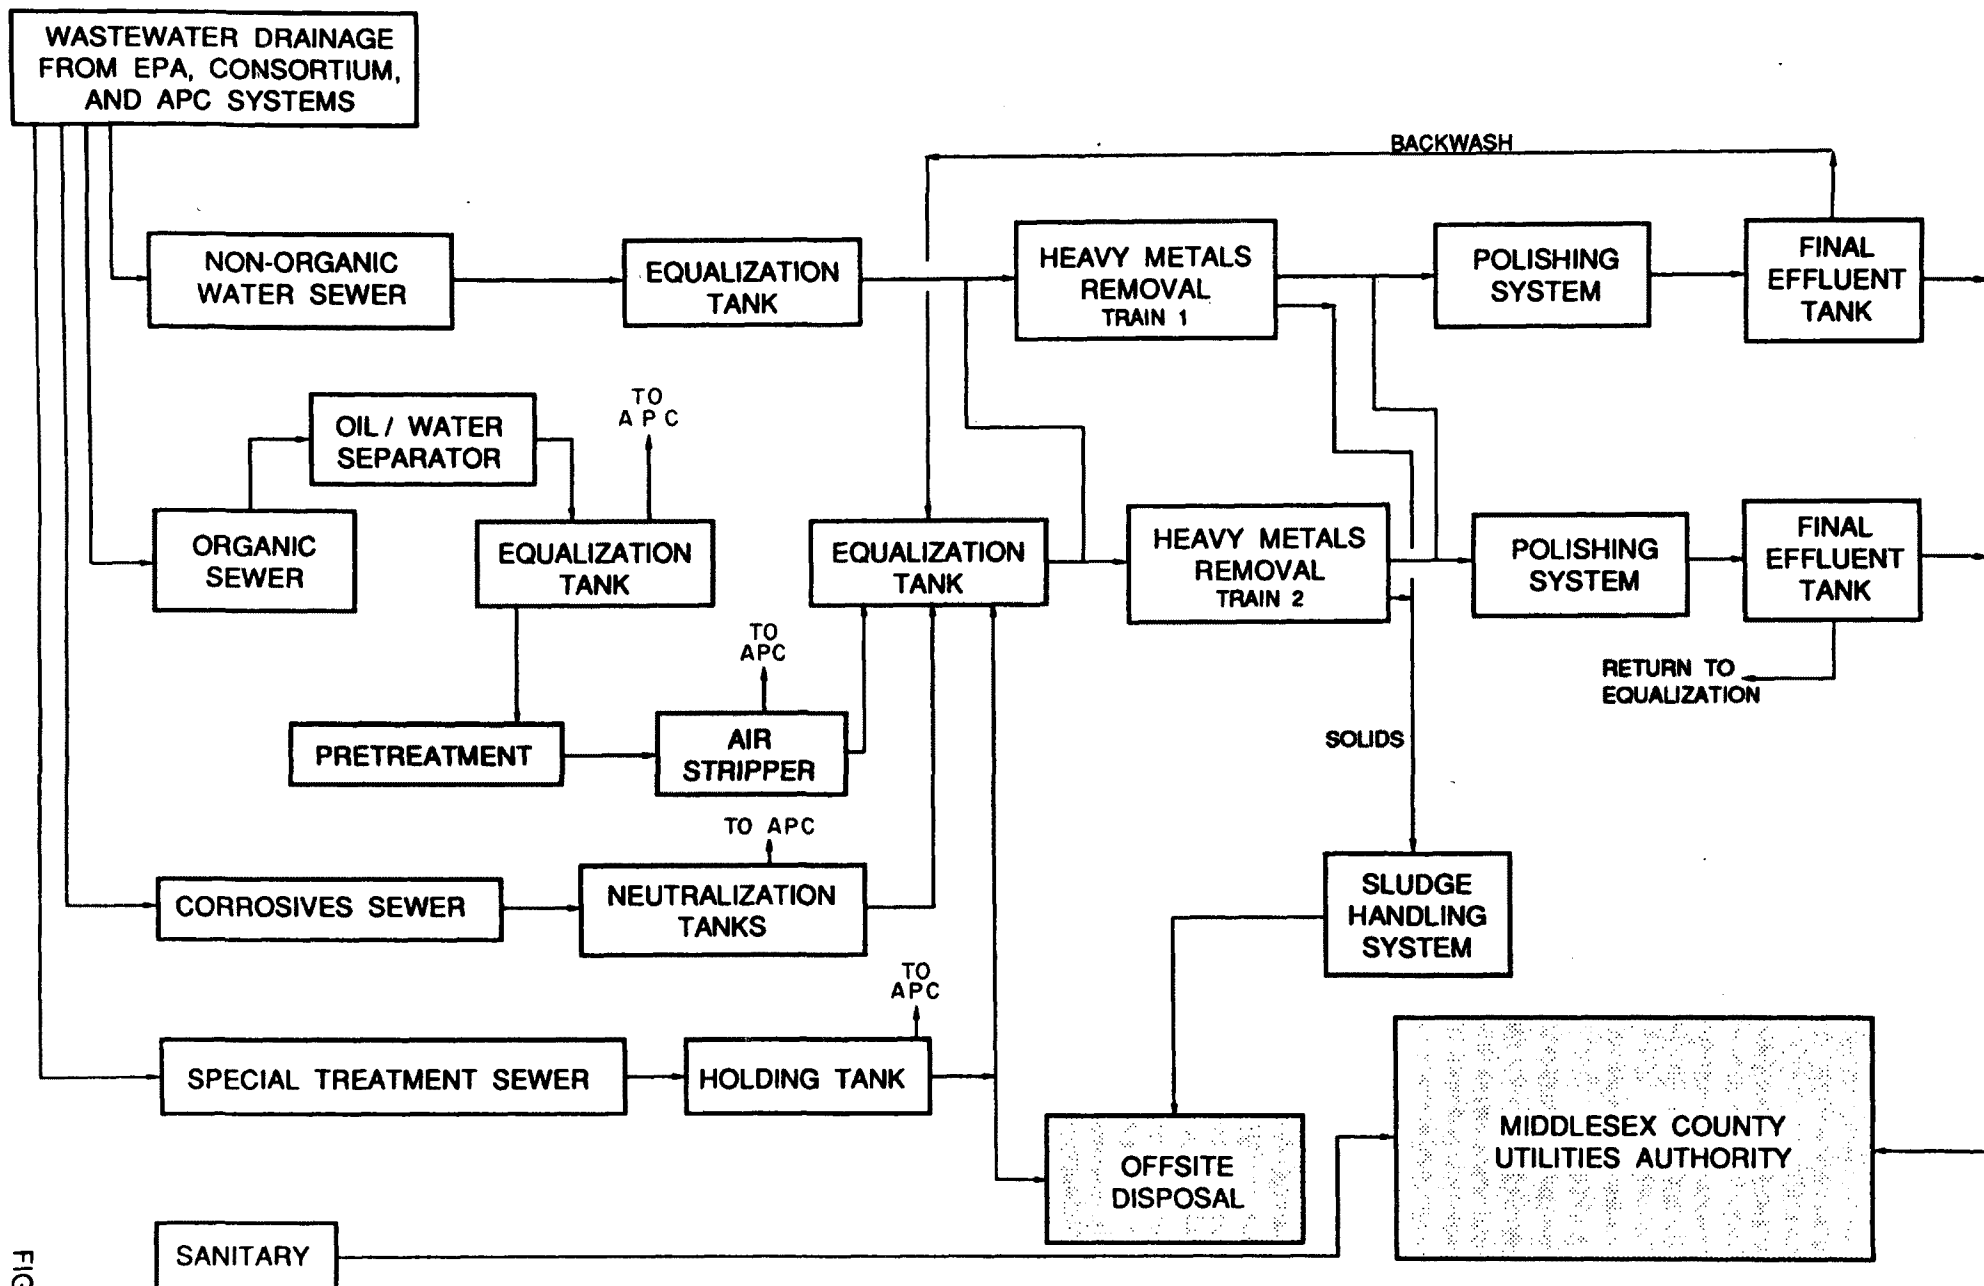 WASTEWATER DRAINAGE
FROM EPA, CONSORTIUM,
AND APC SYSTEMS
BACKWASH
NON-ORGANIC
WATER SEWER
EQUALIZATION
TANK
HEAVY METALS
REMOVAL
TRAIN 1
POLISHING
SYSTEM
FINAL
EFFLUENT
TANK
OIL / WATER
SEPARATOR
TO
APC
ORGANIC
SEWER
EQUALIZATION
TANK
EQUALIZATION
TANK
HEAVY METALS
REMOVAL
TRAIN 2
POLISHING
SYSTEM
FINAL
EFFLUENT
TANK
RETURN TO
EQUALIZATION
TO
APC
PRETREATMENT
AIR
STRIPPER
SOLIDS
TO APC
CORROSIVES SEWER
NEUTRALIZATION
TANKS
SLUDGE
HANDLING
SYSTEM
TO
APC
SPECIAL TREATMENT SEWER
HOLDING TANK
OFFSITE
DISPOSAL
MIDDLESEX COUNTY
UTILITIES AUTHORITY
SANITARY
FIG